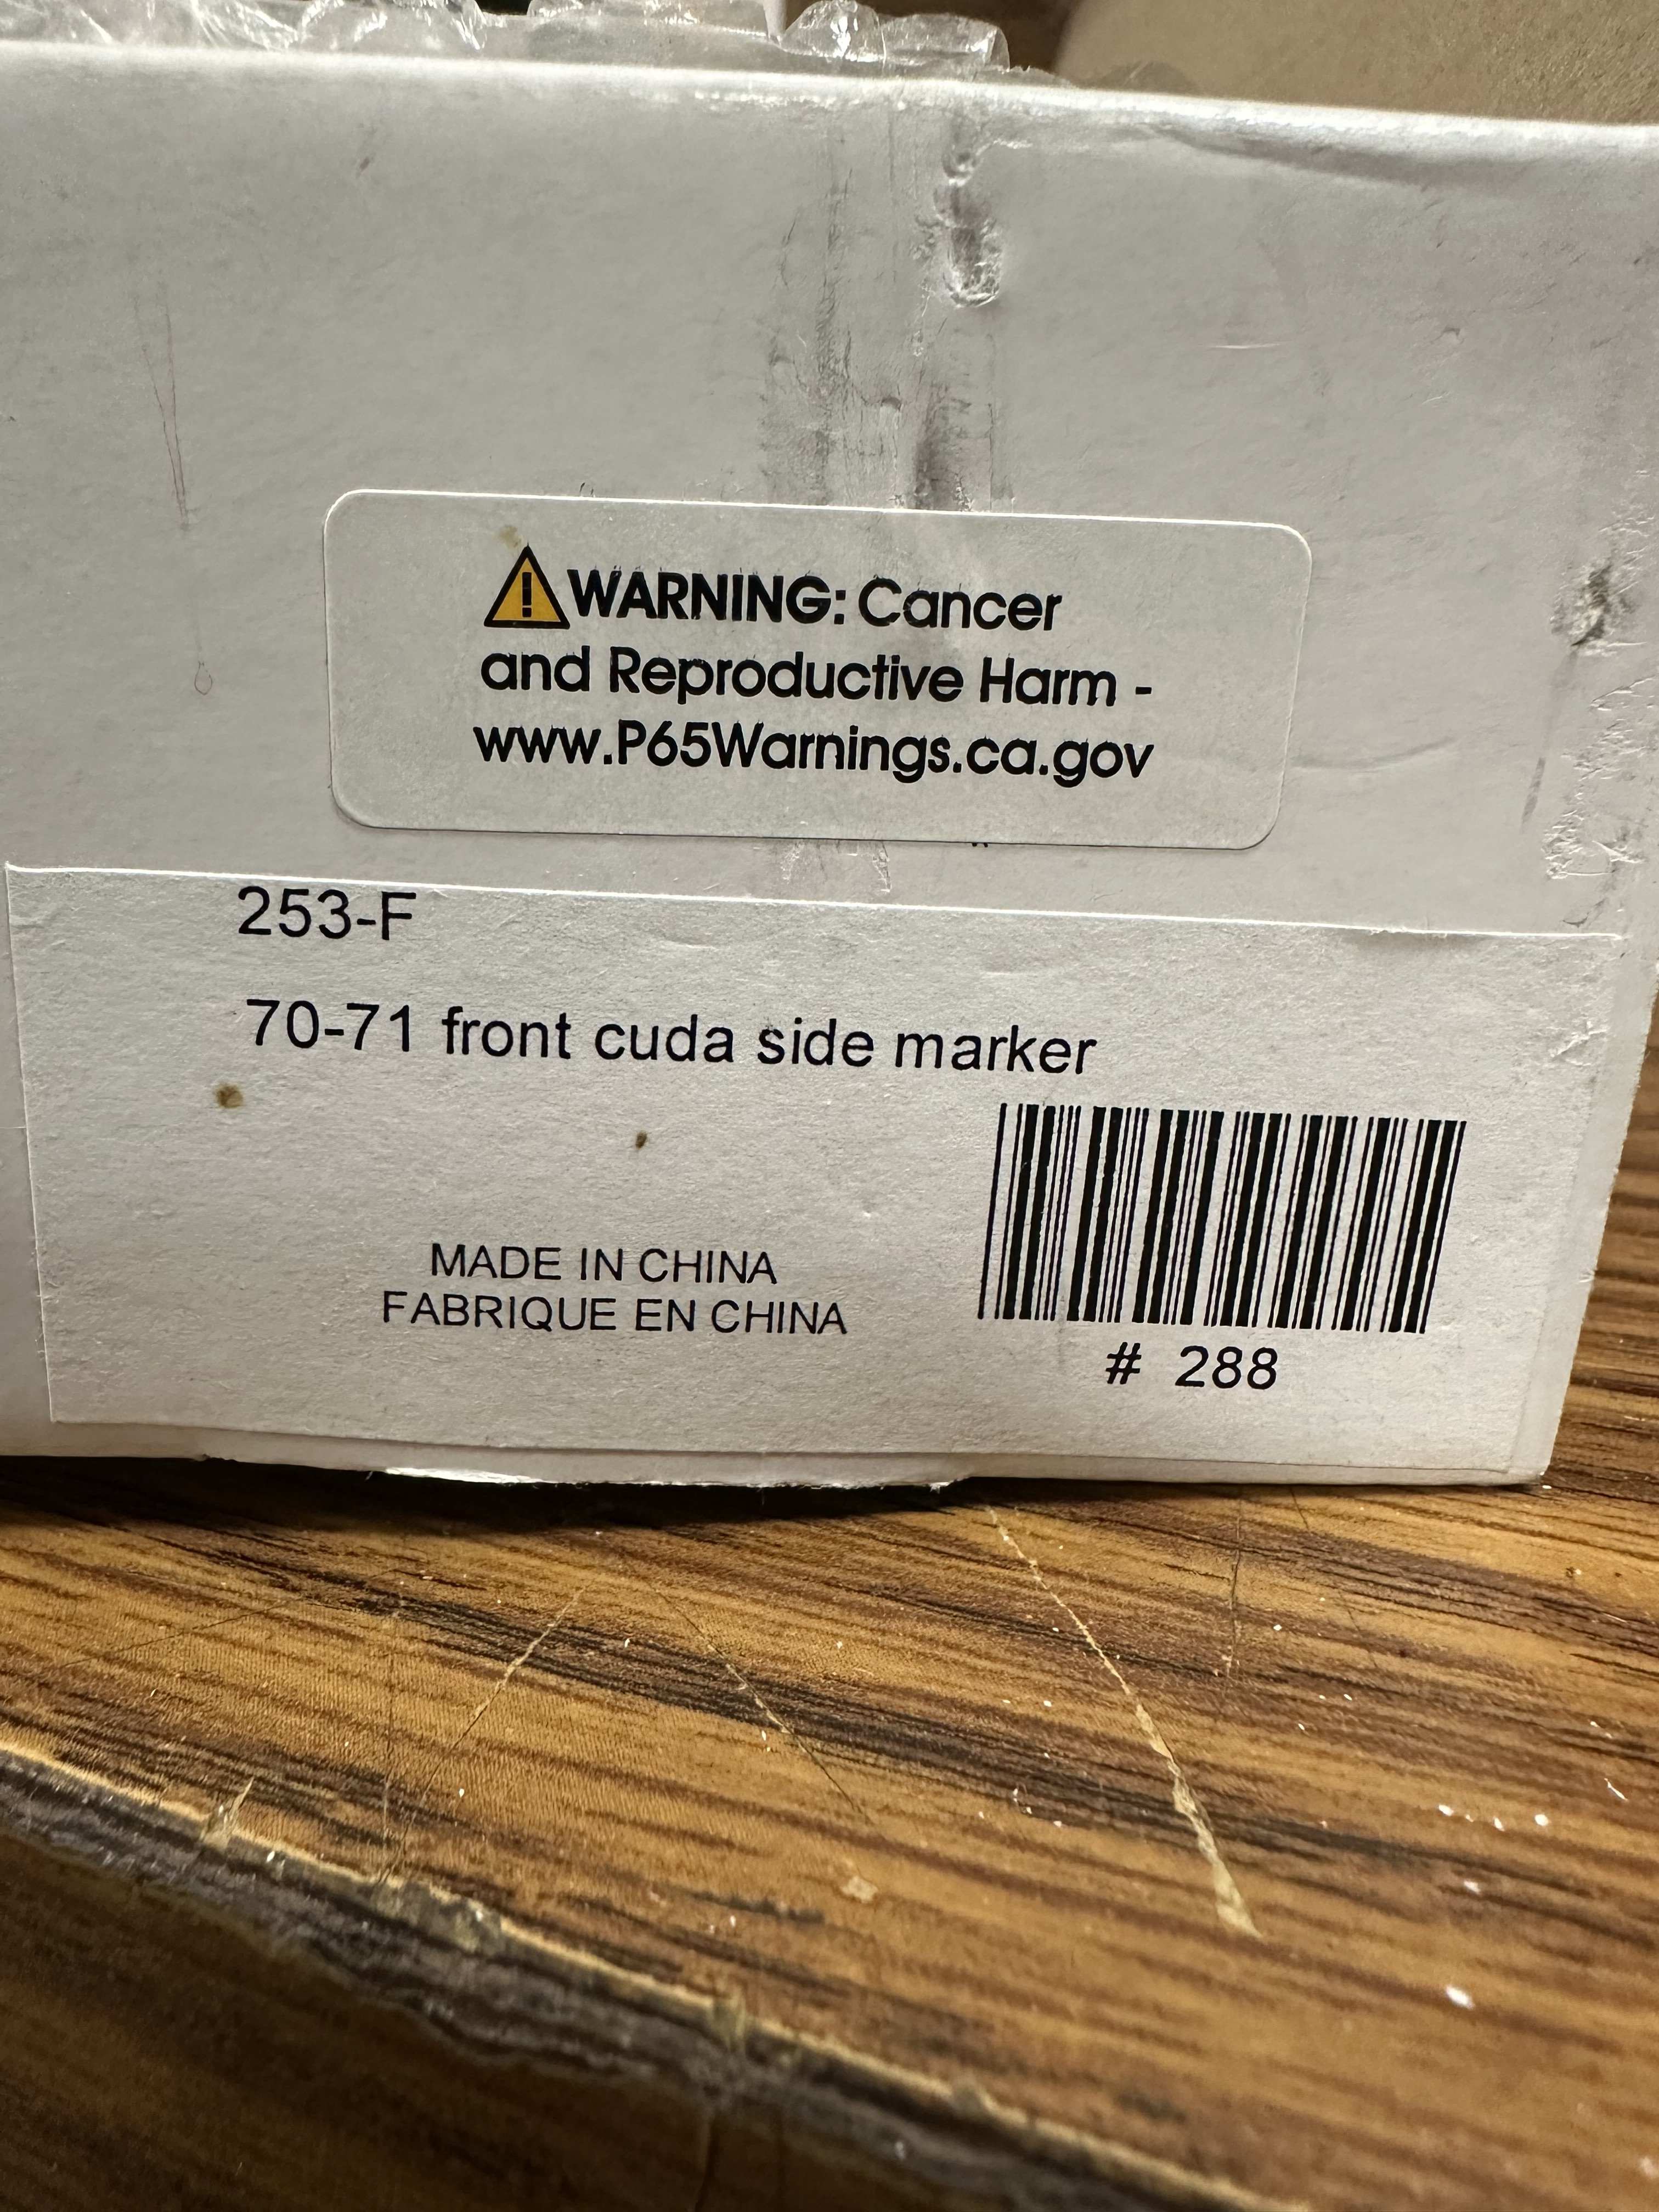 WARNING: Cancer
and Reproductive Harm -
www.P65Warnings.ca.gov
253-F
70-71 front cuda side marker
MADE IN CHINA
FABRIQUE EN CHINA
# 288